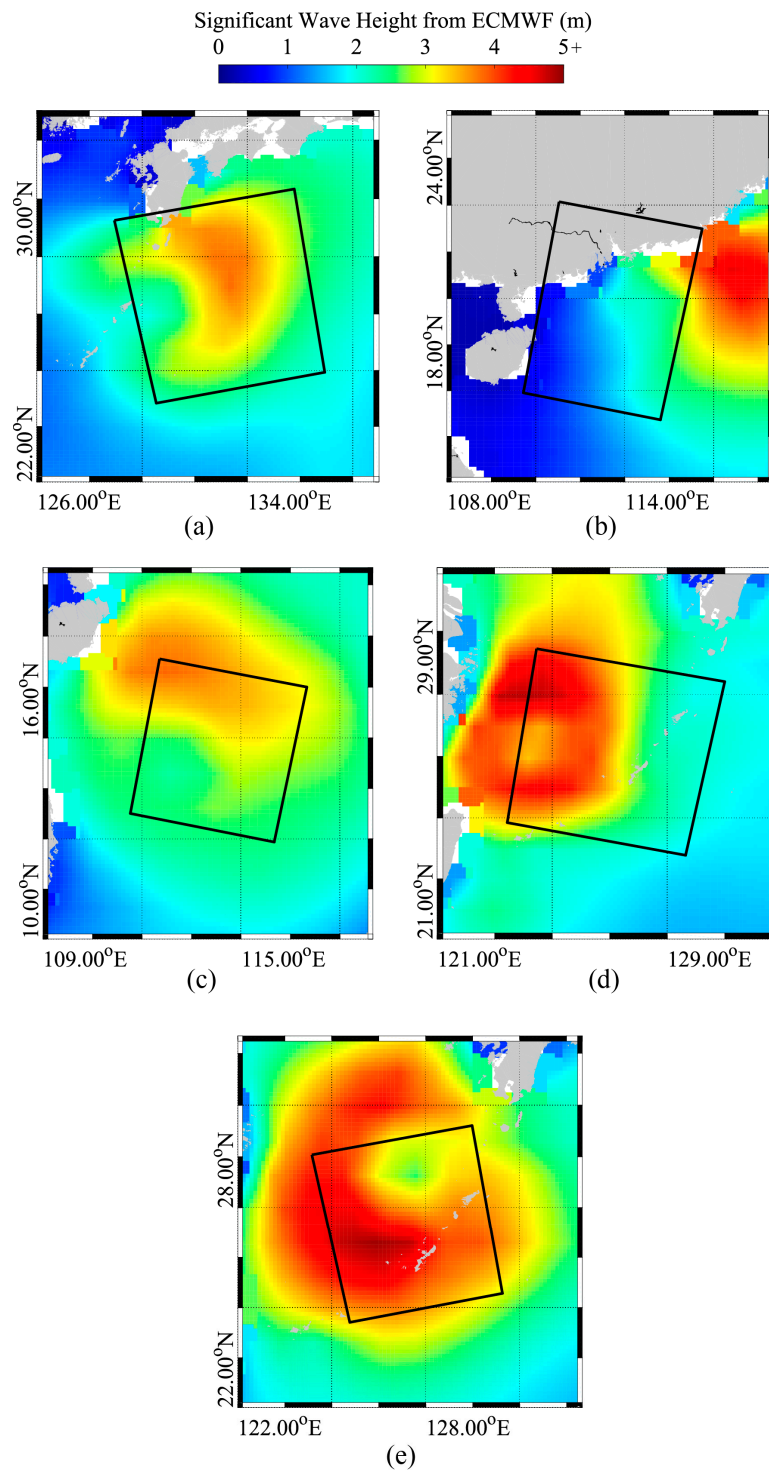 Significant Wave Height from ECMWF (m)
0 1 2 3 4 5+
30.00°N
22.00°N
126.00°E 134.00°E
(a)
24.00°N
18.00°N
108.00°E 114.00°E
(b)
16.00°N
10.00°N
109.00°E 115.00°E
(c)
29.00°N
21.00°N
121.00°E 129.00°E
(d)
28.00°N
22.00°N
122.00°E 128.00°E
(e)